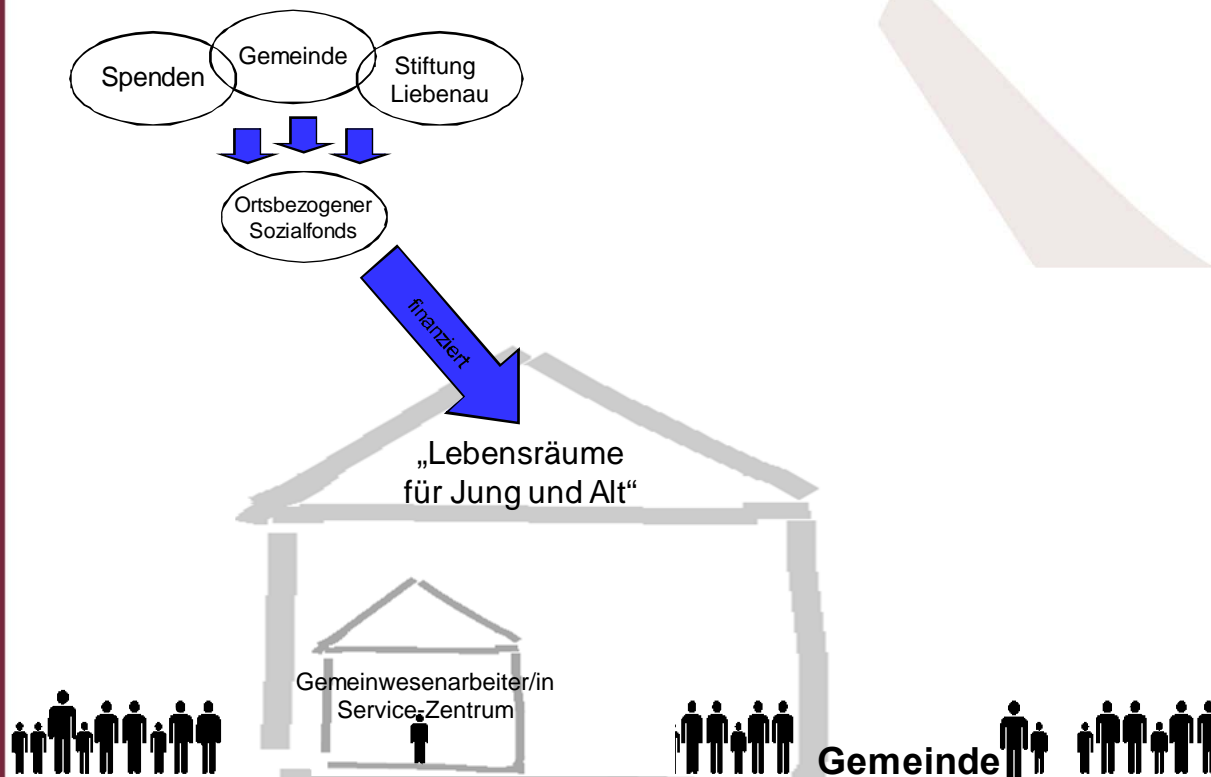 Spenden
Gemeinde
Stiftung
Liebenau
Ortsbezogener
Sozialfonds
finanziert
„Lebensräume
für Jung und Alt“
Gemeinwesenarbeiter/in
Service-Zentrum
Gemeinde